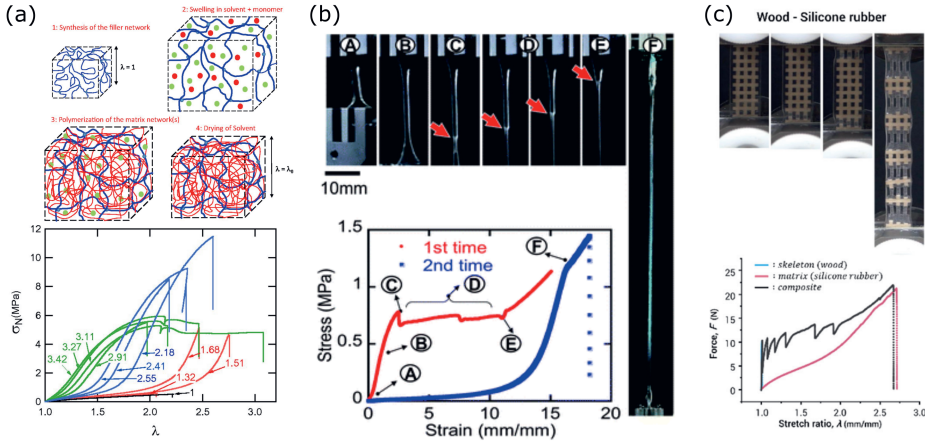 (a)
1: Synthesis of the filler network
λ = 1
2: Swelling in solvent + monomer
3: Polymerization of the matrix network(s)
4: Drying of Solvent
λ = λ₀
σN(MPa)
12
10
8
6
4
2
0
3.42
3.27
3.11
2.91
2.18
2.41
2.55
1.68
1.51
1.32
1
1.0
1.5
2.0
2.5
3.0
λ
(b)
A
B
C
D
E
F
10mm
Stress (MPa)
1.5
1
0.5
0
1st time
2nd time
A
B
C
D
E
F
0
5
10
15
20
Strain (mm/mm)
(c)
Wood - Silicone rubber
: skeleton (wood)
: matrix (silicone rubber)
: composite
Force, F (N)
25
20
15
10
5
0
1.0
1.5
2.0
2.5
3.0
Stretch ratio, λ (mm/mm)